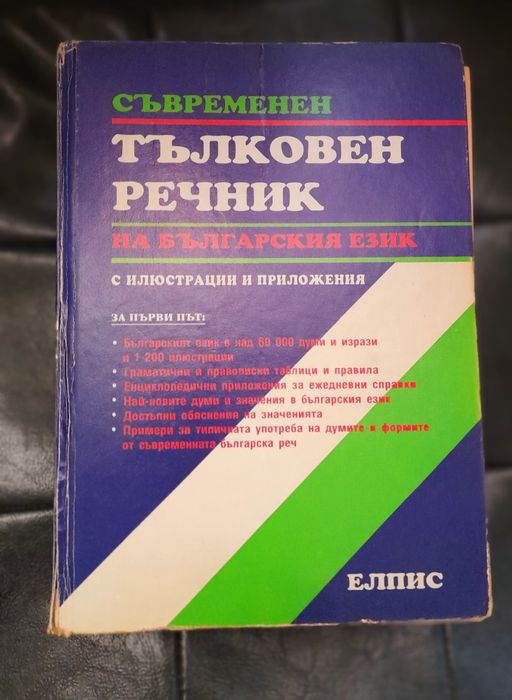 СЪВРЕМЕНЕН
ТЪЛКОВЕН
РЕЧНИК
НА БЪЛГАРСКИЯ ЕЗИК
С ИЛЮСТРАЦИИ И ПРИЛОЖЕНИЯ
ЗА ПЪРВИ ПЪТ:
• Българският език в над 60 000 думи и изрази
и 1 200 илюстрации
• Граматични и правописни таблици и правила
• Енциклопедични приложения за ежедневни справки
• Най-новите думи и значения в българския език
• Достъпни обяснения на значенията
• Примери за типичната употреба на думите и формите
от съвременната българска реч
ЕЛПИС